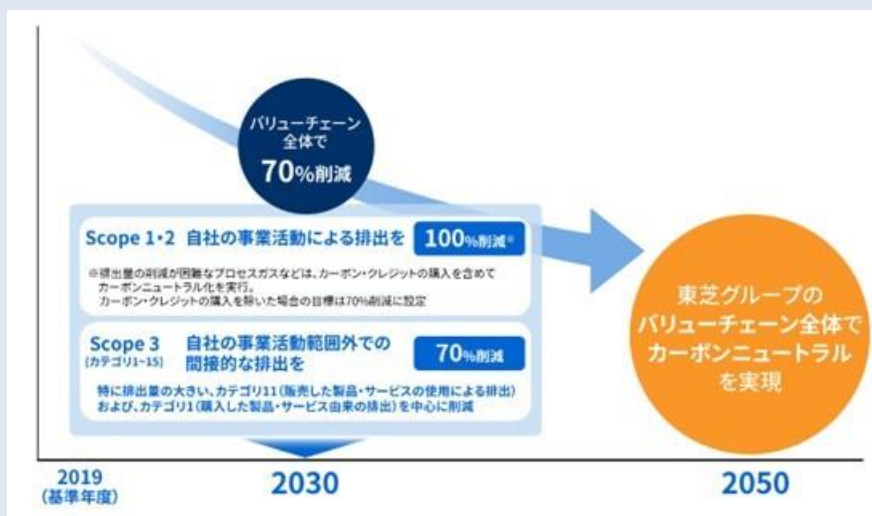 バリューチェーン
全体で
70%削減
Scope 1・2 自社の事業活動による排出を 100%削減※
※排出量の削減が困難なプロセスガスなどは、カーボン・クレジットの購入を含めて
カーボンニュートラル化を実行。
カーボン・クレジットの購入を除いた場合の目標は70%削減に設定
Scope 3 自社の事業活動範囲外での
(カテゴリ1~15) 間接的な排出を 70%削減
特に排出量の大きい、カテゴリ11(販売した製品・サービスの使用による排出)
および、カテゴリ1(購入した製品・サービス由来の排出)を中心に削減
東芝グループの
バリューチェーン全体で
カーボンニュートラル
を実現
2019
(基準年度)
2030
2050